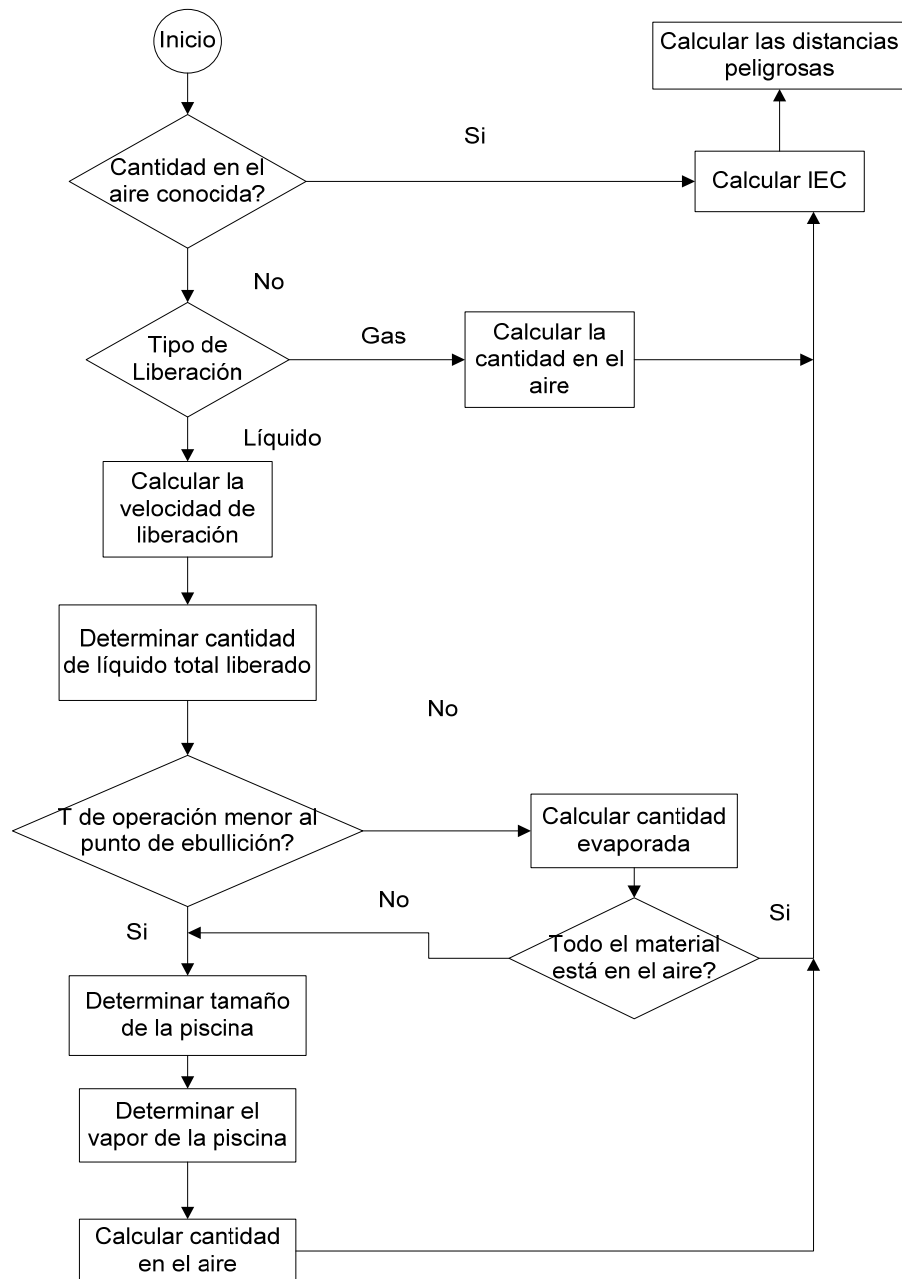 Inicio
Calcular las distancias
peligrosas
Si
Cantidad en el
aire conocida?
Calcular IEC
No
Tipo de
Liberación
Gas
Calcular la
cantidad en el
aire
Líquido
Calcular la
velocidad de
liberación
Determinar cantidad
de líquido total liberado
No
T de operación menor al
punto de ebullición?
Calcular cantidad
evaporada
No
Si
Si
Todo el material
está en el aire?
Determinar tamaño
de la piscina
Determinar el
vapor de la piscina
Calcular cantidad
en el aire